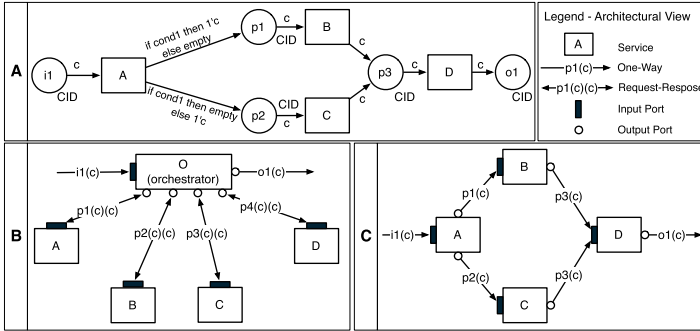 A
i1
CID
c
A
if cond1 then 1'c
else empty
if cond1 then empty
else 1'c
p1
CID
c
B
c
p2
CID
c
C
c
p3
CID
c
D
c
o1
CID
Legend - Architectural View
A
Service
p1(c)
One-Way
p1(c)(c)
Request-Respose
Input Port
Output Port
B
i1(c)
O
(orchestrator)
o1(c)
p1(c)(c)
p2(c)(c)
p3(c)(c)
p4(c)(c)
A
B
C
D
C
i1(c)
A
p1(c)
B
p3(c)
p2(c)
C
p3(c)
D
o1(c)